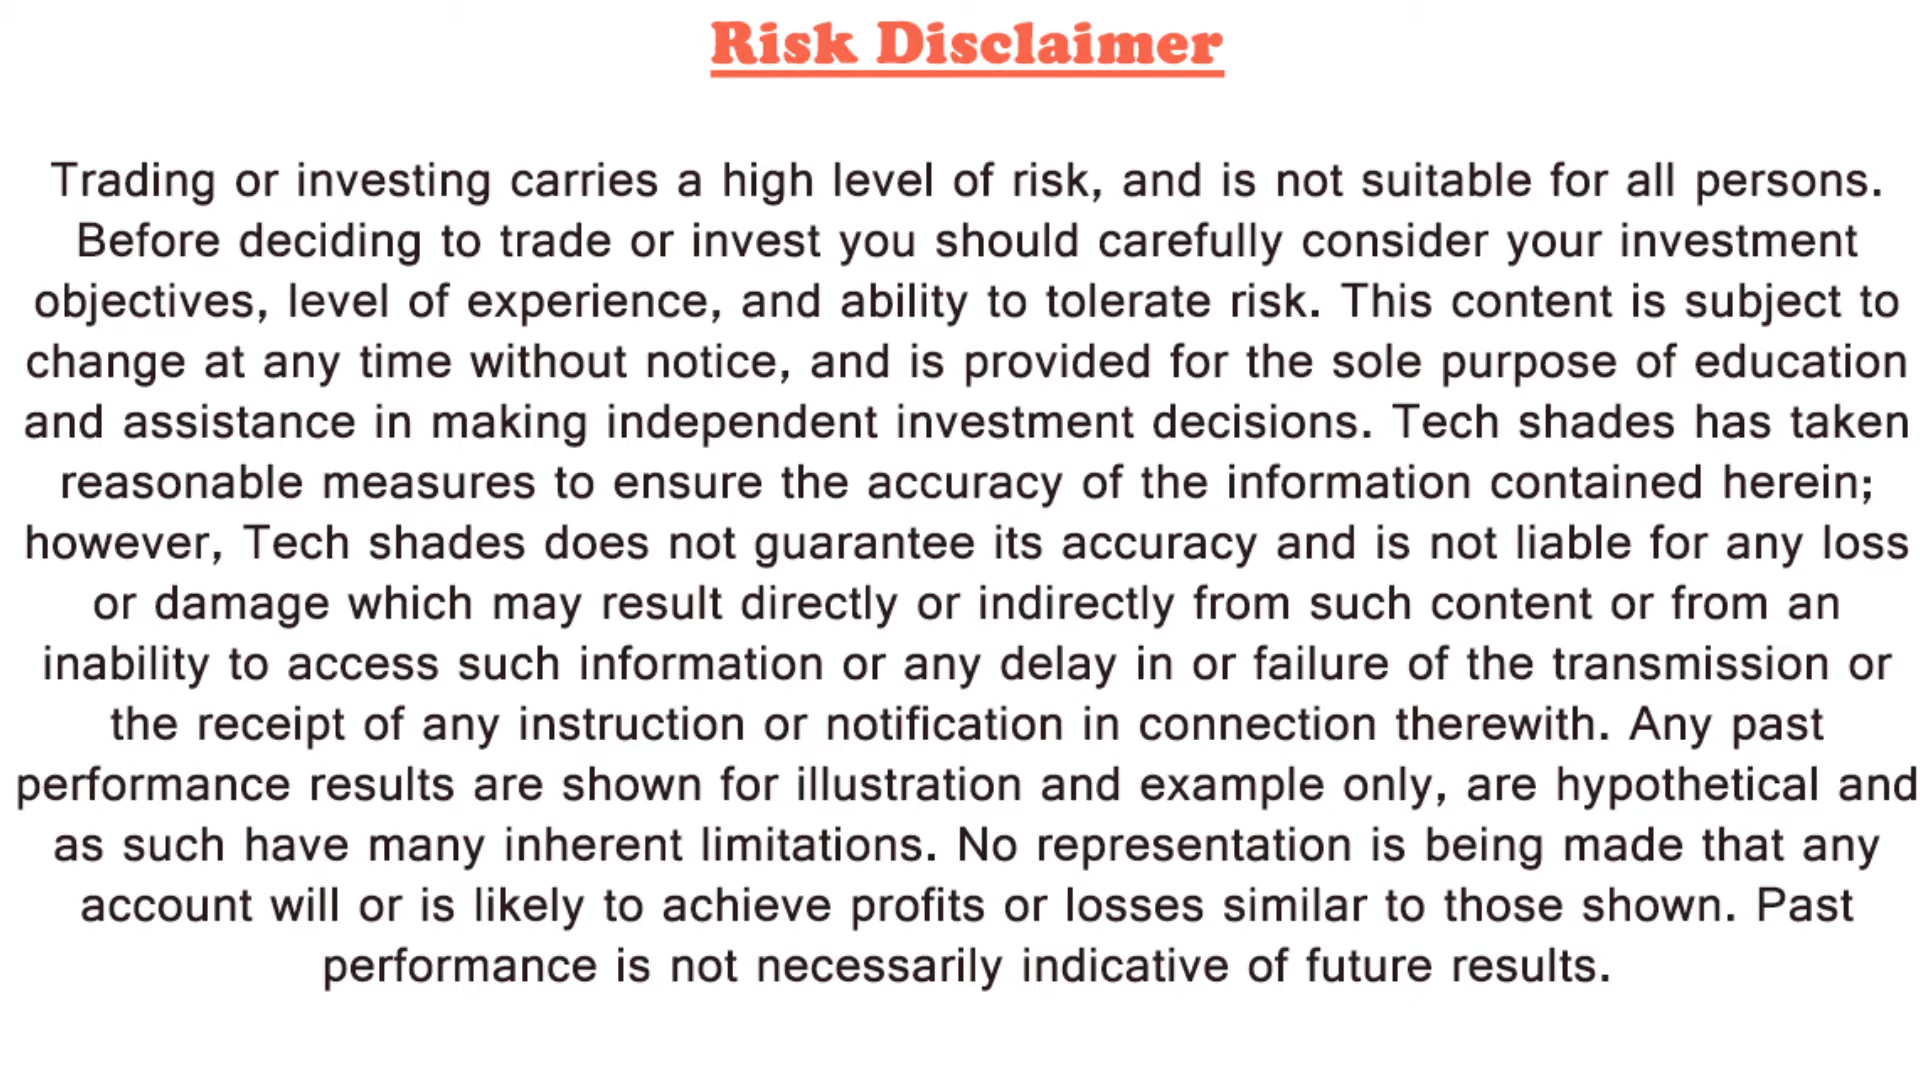 Risk Disclaimer
Trading or investing carries a high level of risk, and is not suitable for all persons.
Before deciding to trade or invest you should carefully consider your investment
objectives, level of experience, and ability to tolerate risk. This content is subject to
change at any time without notice, and is provided for the sole purpose of education
and assistance in making independent investment decisions. Tech shades has taken
reasonable measures to ensure the accuracy of the information contained herein;
however, Tech shades does not guarantee its accuracy and is not liable for any loss
or damage which may result directly or indirectly from such content or from an
inability to access such information or any delay in or failure of the transmission or
the receipt of any instruction or notification in connection therewith. Any past
performance results are shown for illustration and example only, are hypothetical and
as such have many inherent limitations. No representation is being made that any
account will or is likely to achieve profits or losses similar to those shown. Past
performance is not necessarily indicative of future results.